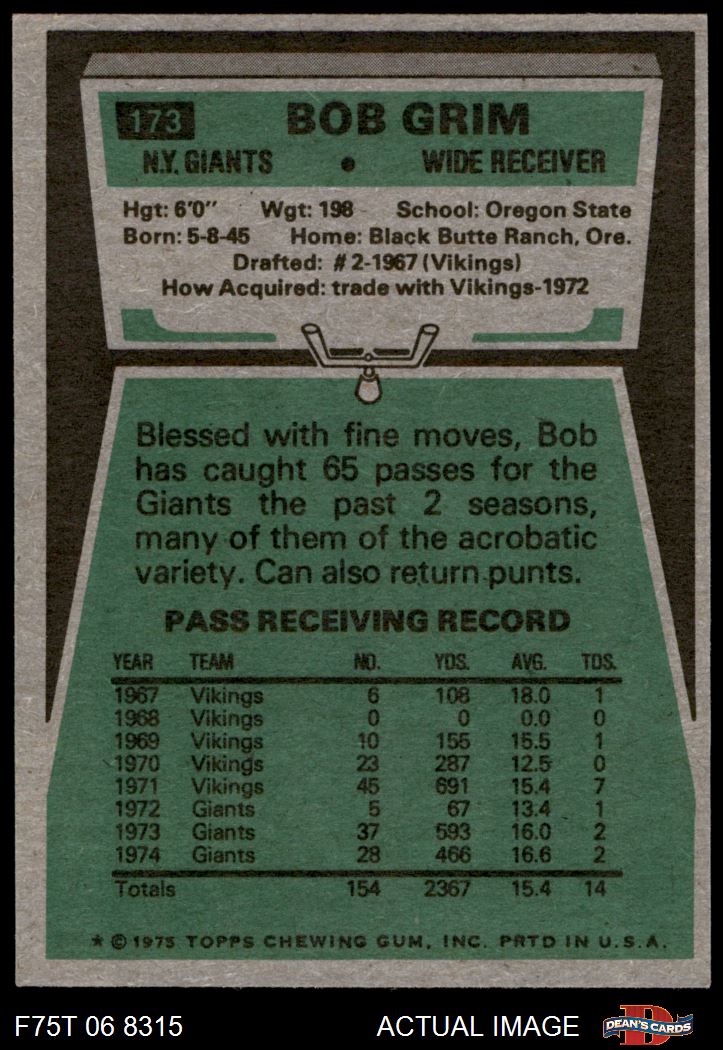 173 BOB GRIM
N.Y. GIANTS • WIDE RECEIVER
Hgt: 6'0" Wgt: 198 School: Oregon State
Born: 5-8-45 Home: Black Butte Ranch, Ore.
Drafted: #2-1967 (Vikings)
How Acquired: trade with Vikings-1972
Blessed with fine moves, Bob
has caught 65 passes for the
Giants the past 2 seasons,
many of them of the acrobatic
variety. Can also return punts.
PASS RECEIVING RECORD
YEAR TEAM NO. YDS. AVG. TDS.
1967 Vikings 6 108 18.0 1
1968 Vikings 0 0 0.0 0
1969 Vikings 10 155 15.5 1
1970 Vikings 23 287 12.5 0
1971 Vikings 45 691 15.4 7
1972 Giants 5 67 13.4 1
1973 Giants 37 593 16.0 2
1974 Giants 28 466 16.6 2
Totals 154 2367 15.4 14
* © 1975 TOPPS CHEWING GUM, INC. PRTD IN U.S.A.
F75T 06 8315 ACTUAL IMAGE D DEAN'S CARDS